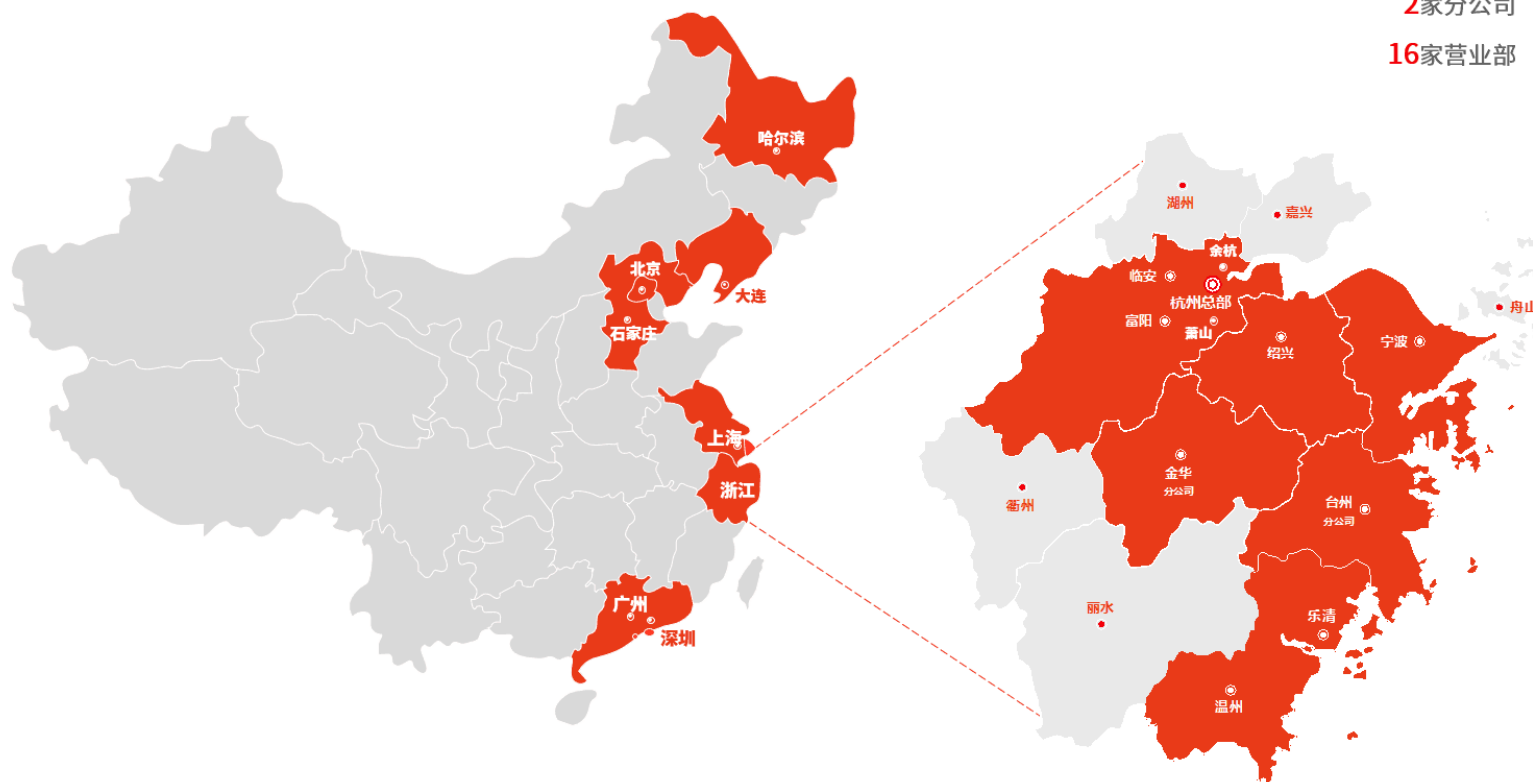 2家分公司
16家营业部
哈尔滨
北京
大连
石家庄
上海
浙江
广州
深圳
湖州
嘉兴
余杭
临安
杭州总部
富阳
萧山
绍兴
宁波
舟山
金华
分公司
台州
分公司
衢州
丽水
乐清
温州